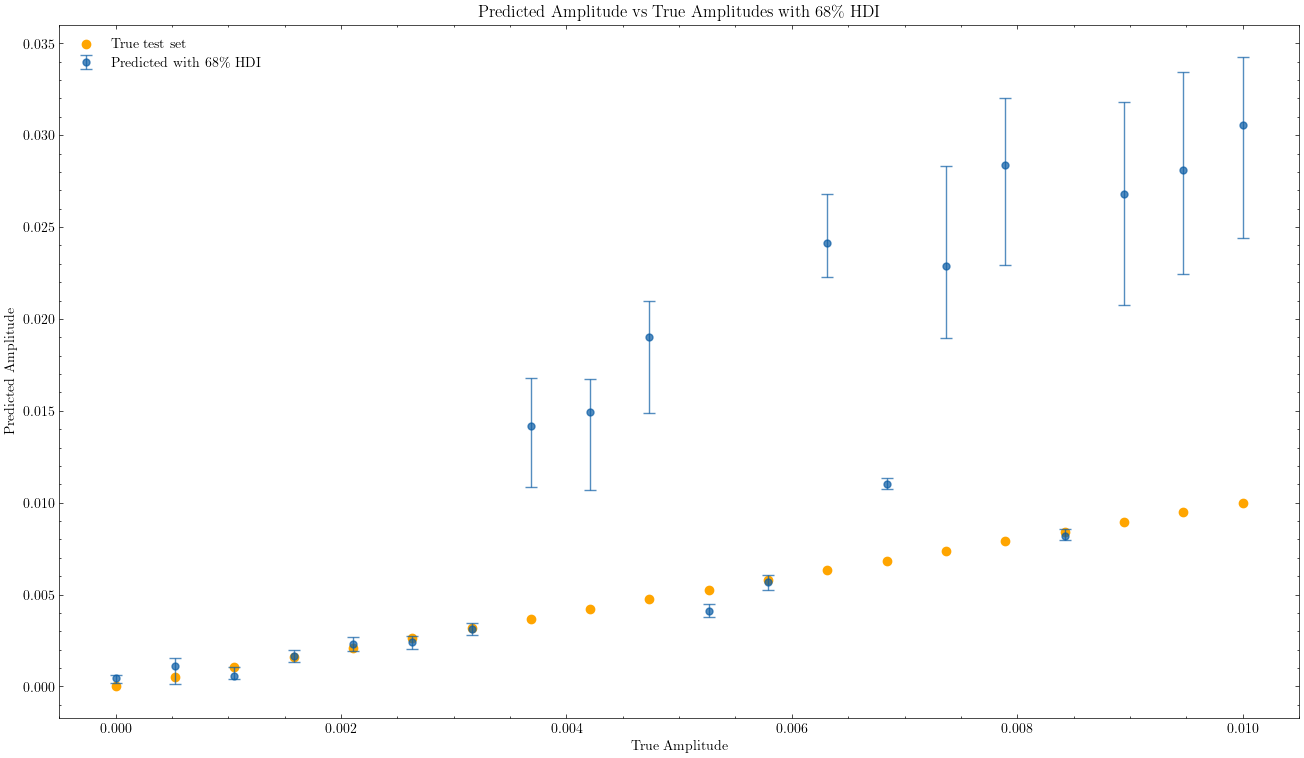 Predicted Amplitude vs True Amplitudes with 68% HDI
True test set
Predicted with 68% HDI
Predicted Amplitude
0.035
0.030
0.025
0.020
0.015
0.010
0.005
0.000
0.000 0.002 0.004 0.006 0.008 0.010
True Amplitude